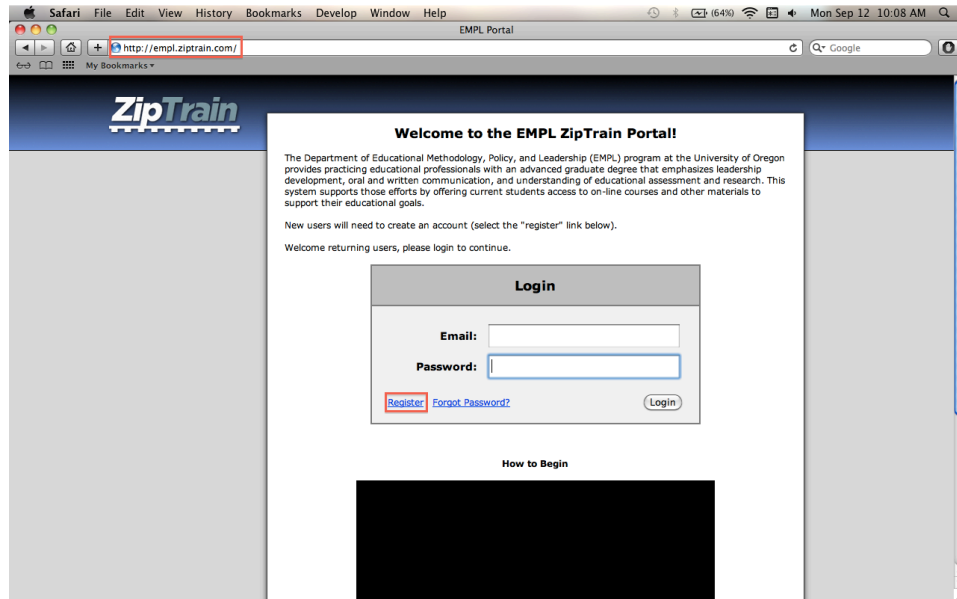 Safari File Edit View History Bookmarks Develop Window Help (64%) Mon Sep 12 10:08 AM
EMPL Portal
http://empl.ziptrain.com/ Google
My Bookmarks
ZipTrain
Welcome to the EMPL ZipTrain Portal!
The Department of Educational Methodology, Policy, and Leadership (EMPL) program at the University of Oregon
provides practicing educational professionals with an advanced graduate degree that emphasizes leadership
development, oral and written communication, and understanding of educational assessment and research. This
system supports those efforts by offering current students access to on-line courses and other materials to
support their educational goals.
New users will need to create an account (select the "register" link below).
Welcome returning users, please login to continue.
Login
Email:
Password:
Register Forgot Password? Login
How to Begin